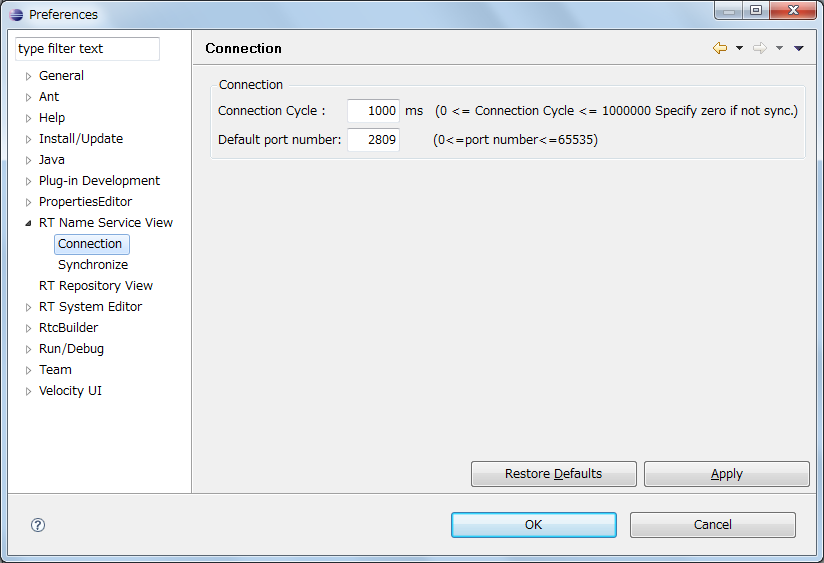 Preferences
type filter text
General
Ant
Help
Install/Update
Java
Plug-in Development
PropertiesEditor
RT Name Service View
Connection
Synchronize
RT Repository View
RT System Editor
RtcBuilder
Run/Debug
Team
Velocity UI
Connection
Connection
Connection Cycle : 1000 ms (0 <= Connection Cycle <= 1000000 Specify zero if not sync.)
Default port number: 2809 (0<=port number<=65535)
Restore Defaults Apply
? OK Cancel